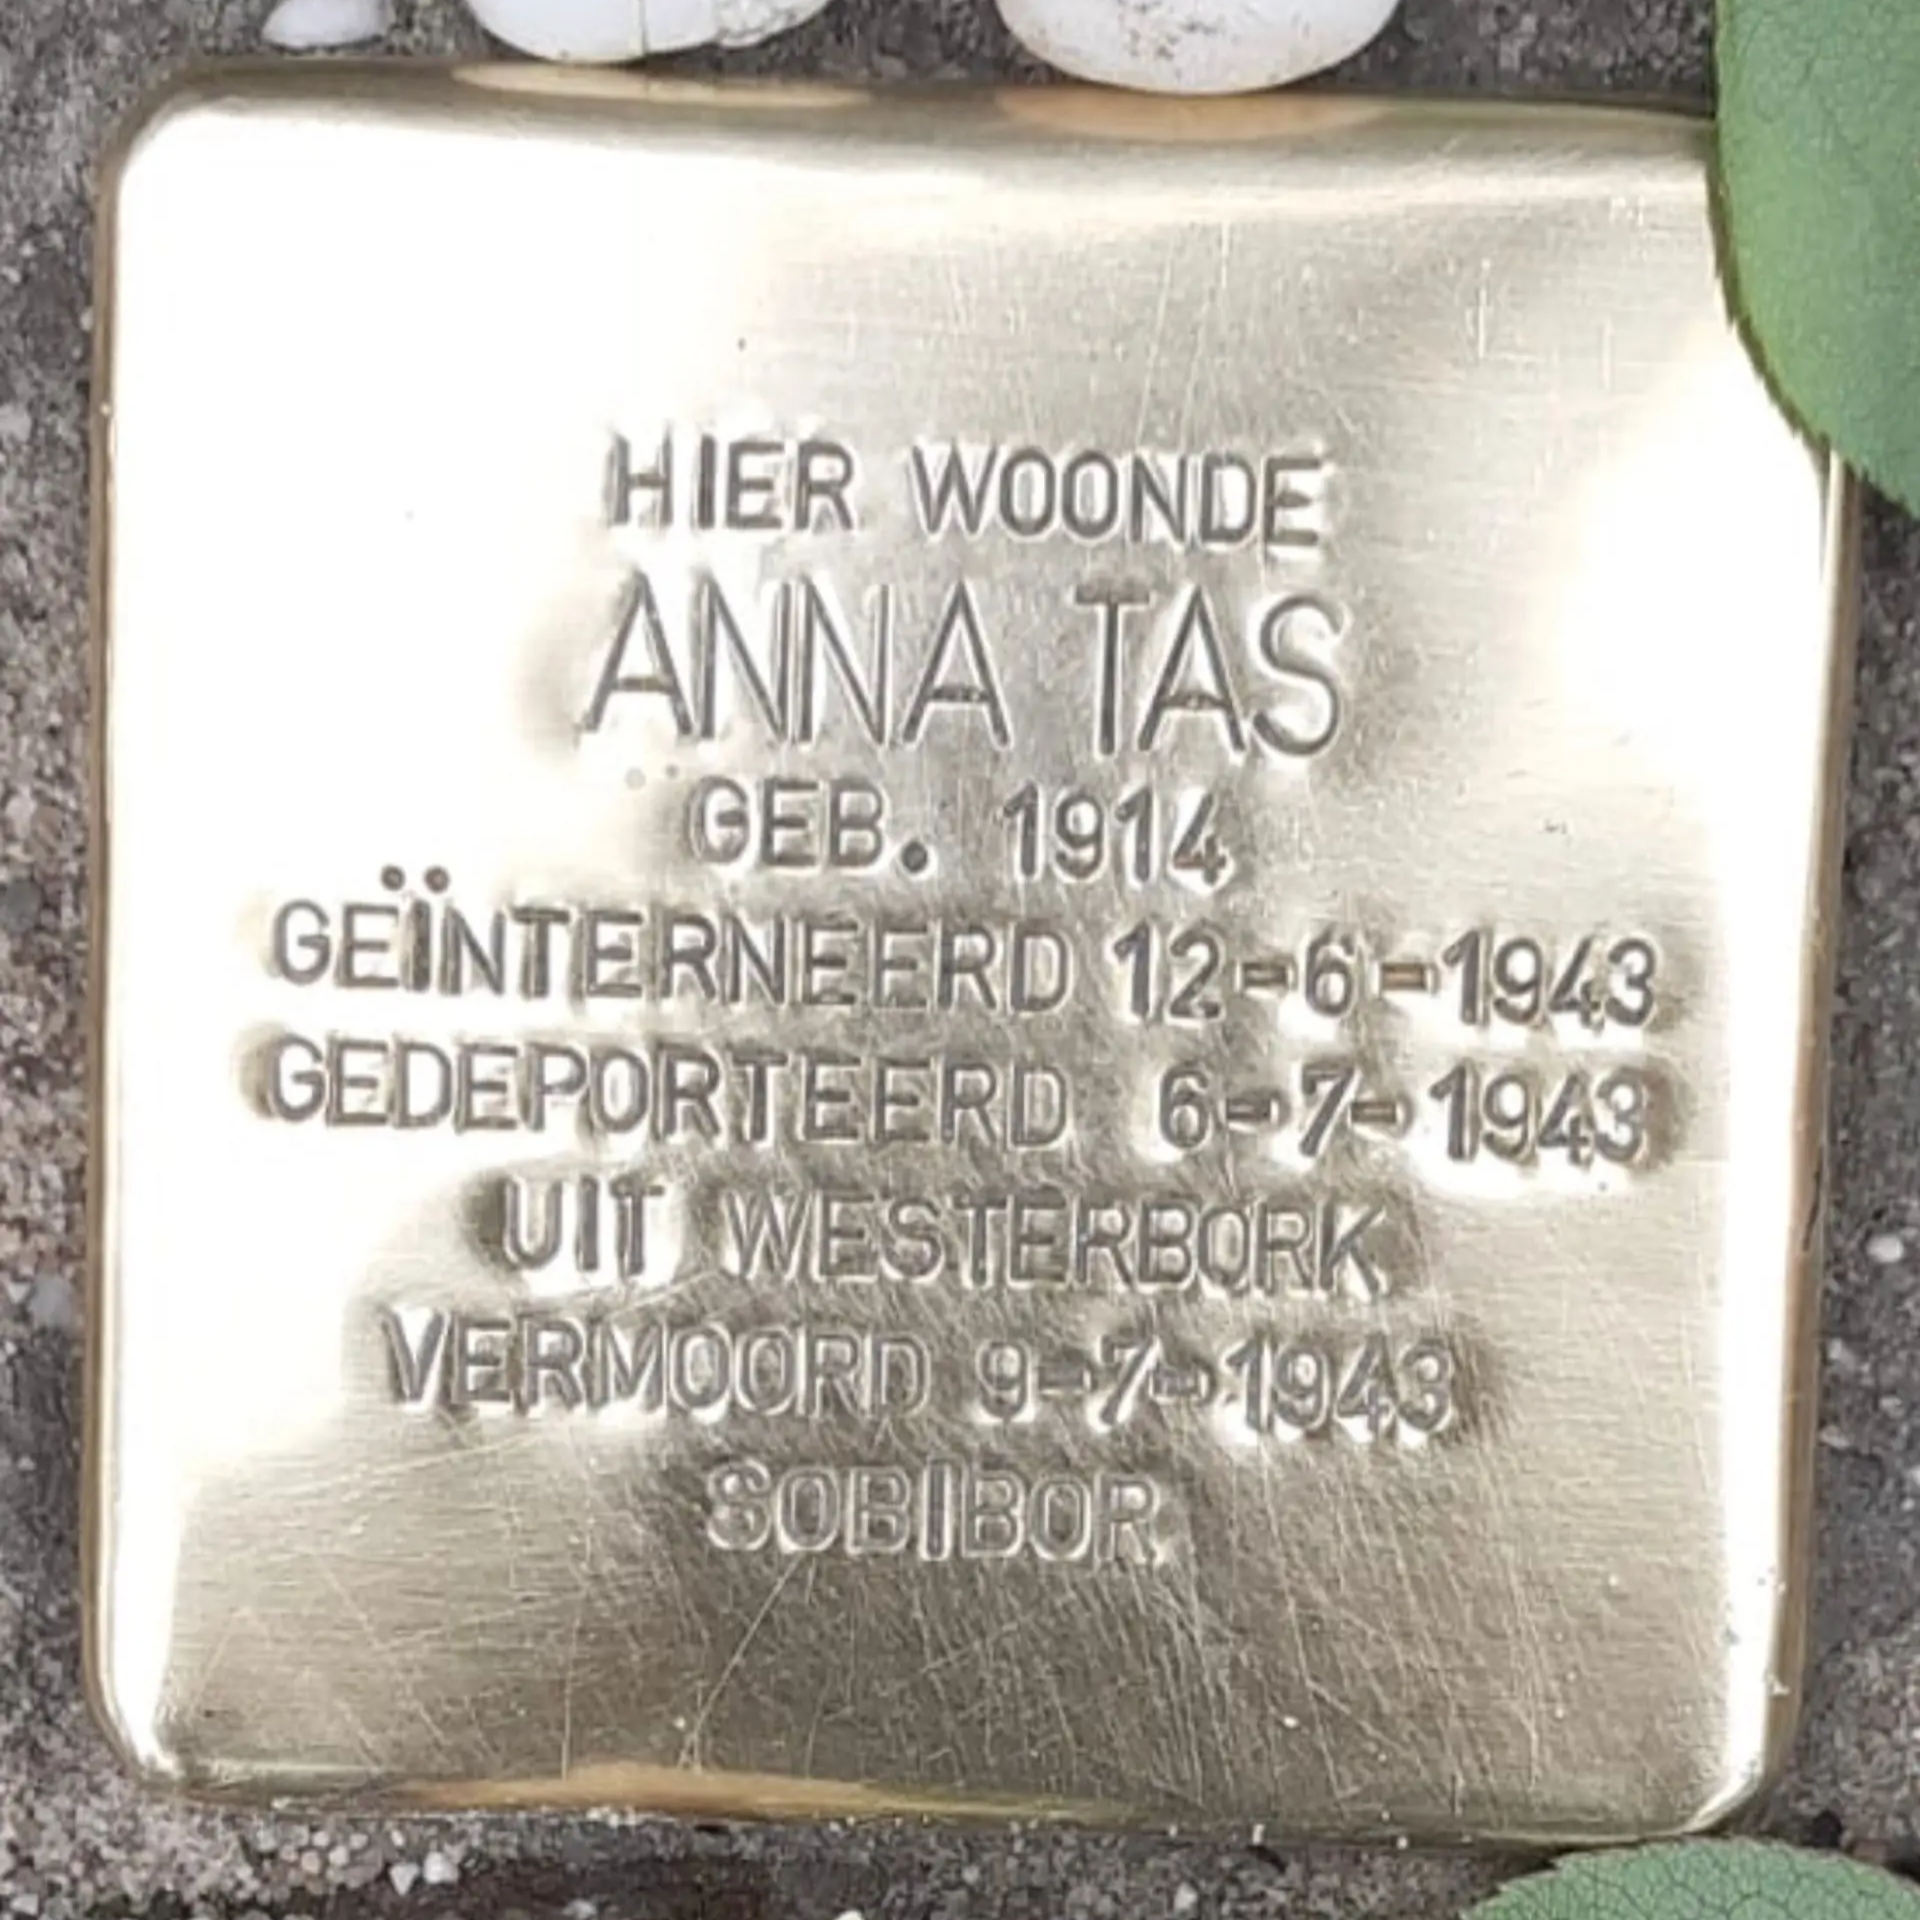 HIER WOONDE
ANNA TAS
GEB. 1914
GEÏNTERNEERD 12-6-1943
GEDEPORTEERD 6-7-1943
UIT WESTERBORK
VERMOORD 9-7-1943
SOBIBOR